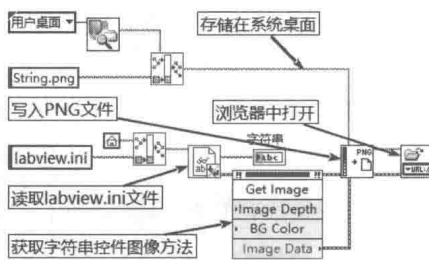 用户桌面
存储在系统桌面
String.png
写入PNG文件
浏览器中打开
字符串
Abc
PNG
labview.ini
读取labview.ini文件
Get Image
Image Depth
BG Color
Image Data
获取字符串控件图像方法